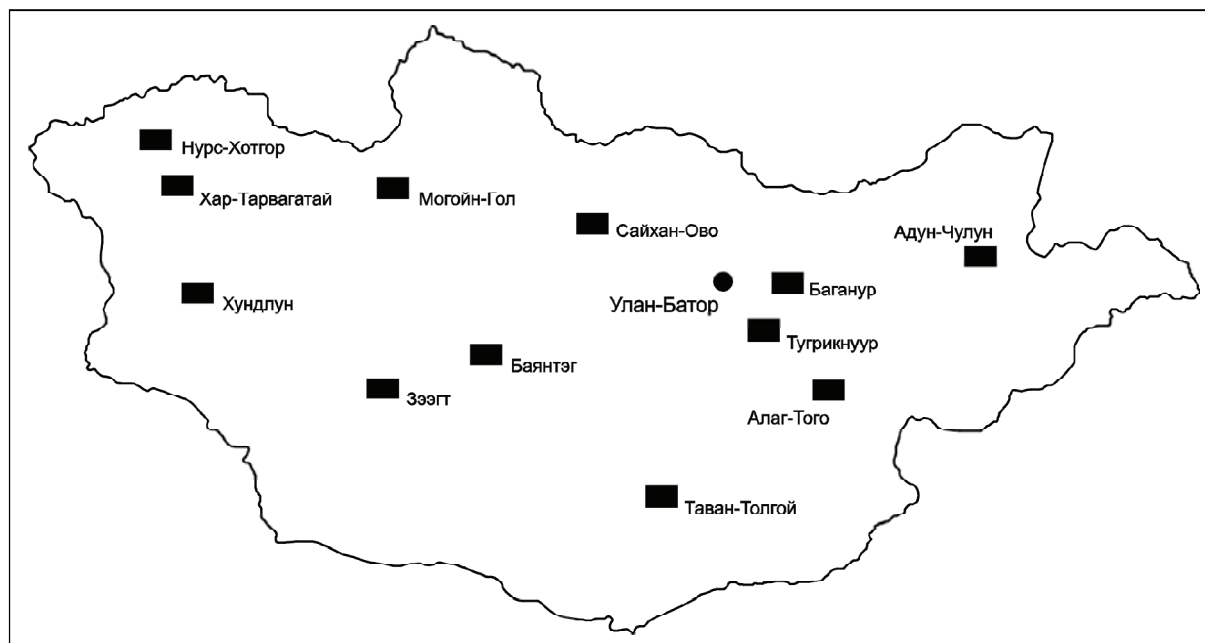 Нурс-Хотгор
Хар-Тарвагатай
Могойн-Гол
Сайхан-Ово
Адун-Чулун
Хундлун
Улан-Батор
Баганур
Тугрикнуур
Баянтэг
Зээгт
Алаг-Того
Таван-Толгой